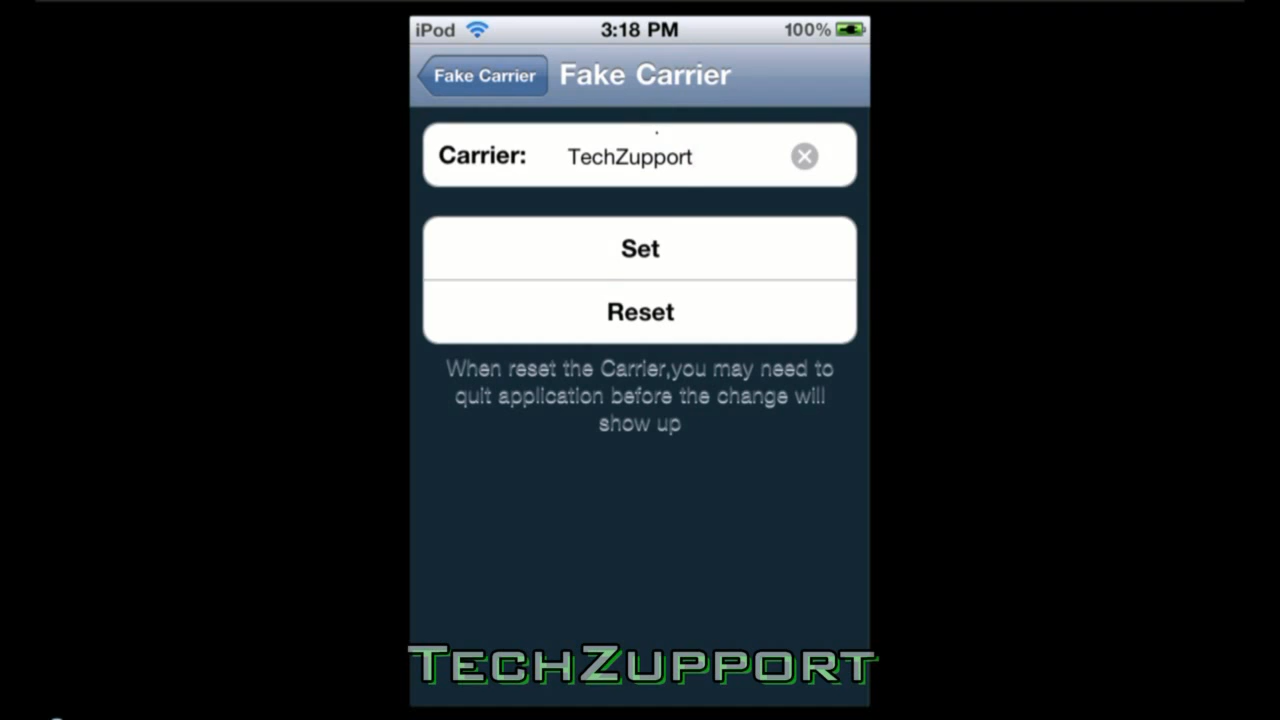 iPod 3:18 PM 100%
Fake Carrier Fake Carrier
Carrier: TechZupport
Set
Reset
When reset the Carrier,you may need to
quit application before the change will
show up
TECHZUPPORT